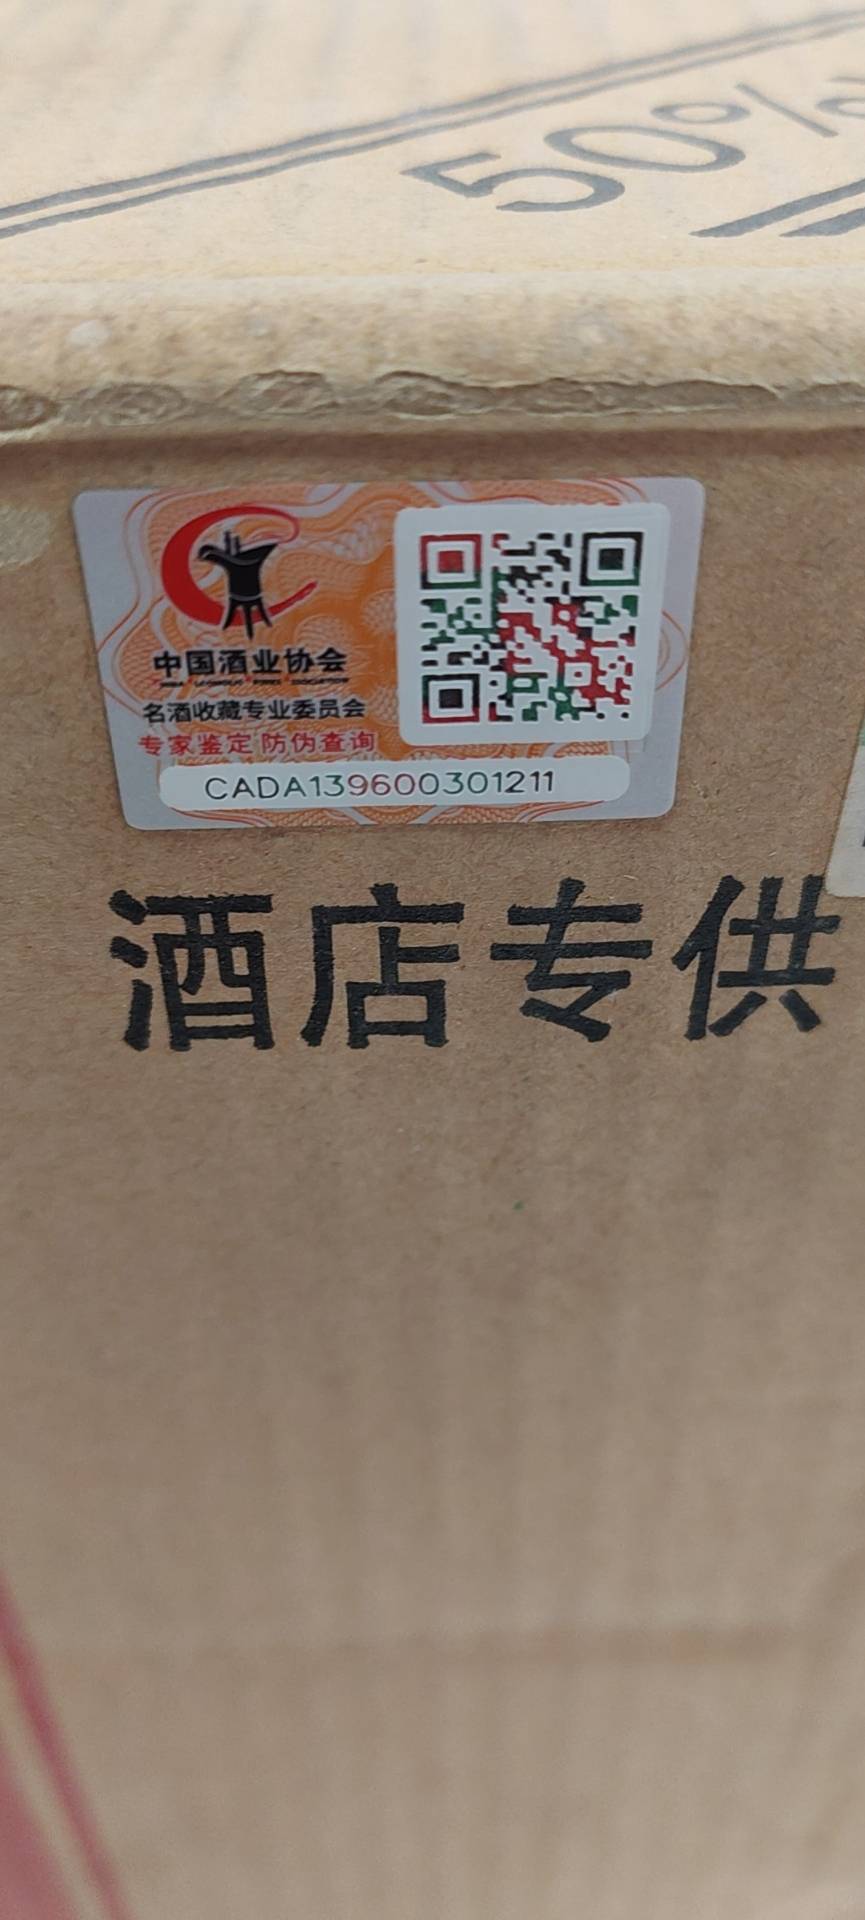 50%
中国酒业协会
名酒收藏专业委员会
专家鉴定 防伪查询
CADA139600301211
酒店专供